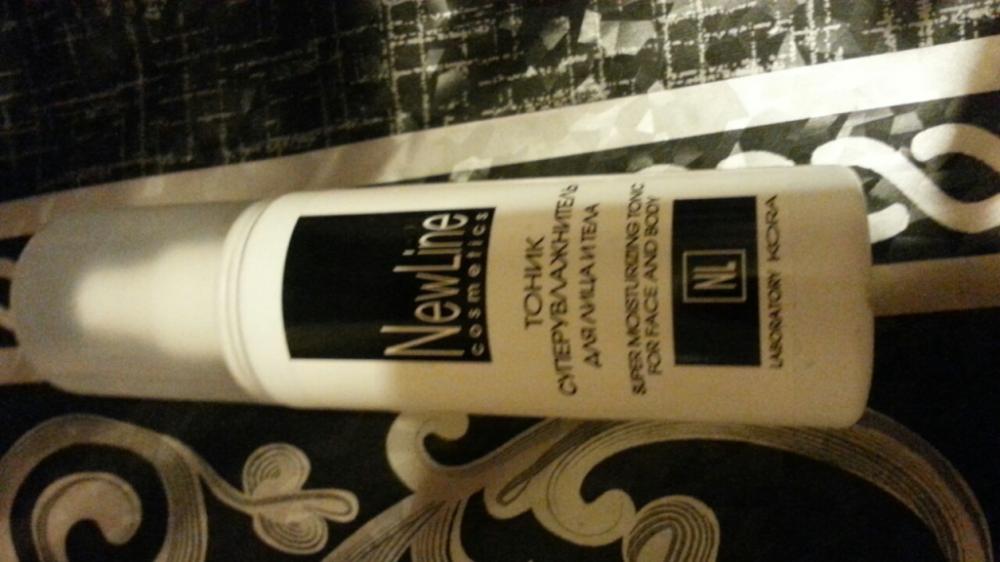 NewLine
cosmetics
ТОНИК
СУПЕРУВЛАЖНИТЕЛЬ
ДЛЯ ЛИЦА И ТЕЛА
SUPER MOISTURIZING TONIC
FOR FACE AND BODY
NL
LABORATORY KORA